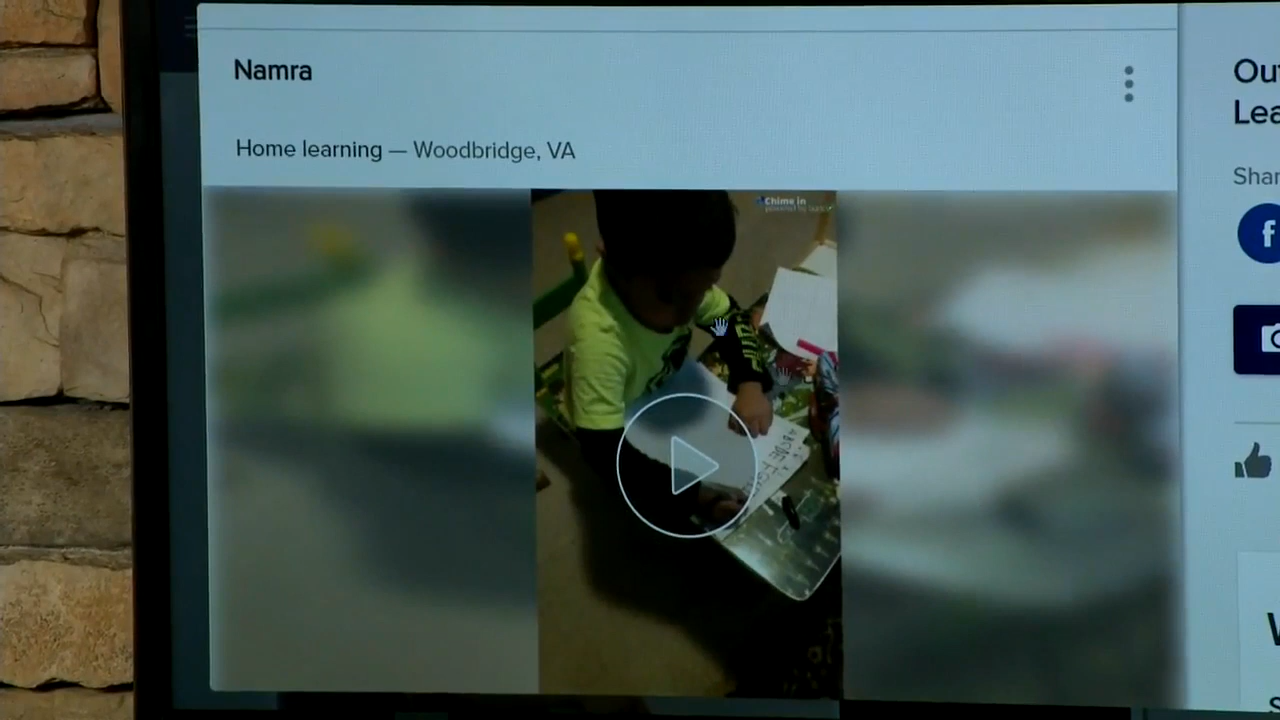 Namra
Home learning — Woodbridge, VA
Chime in
Ou
Lea
Shar
f